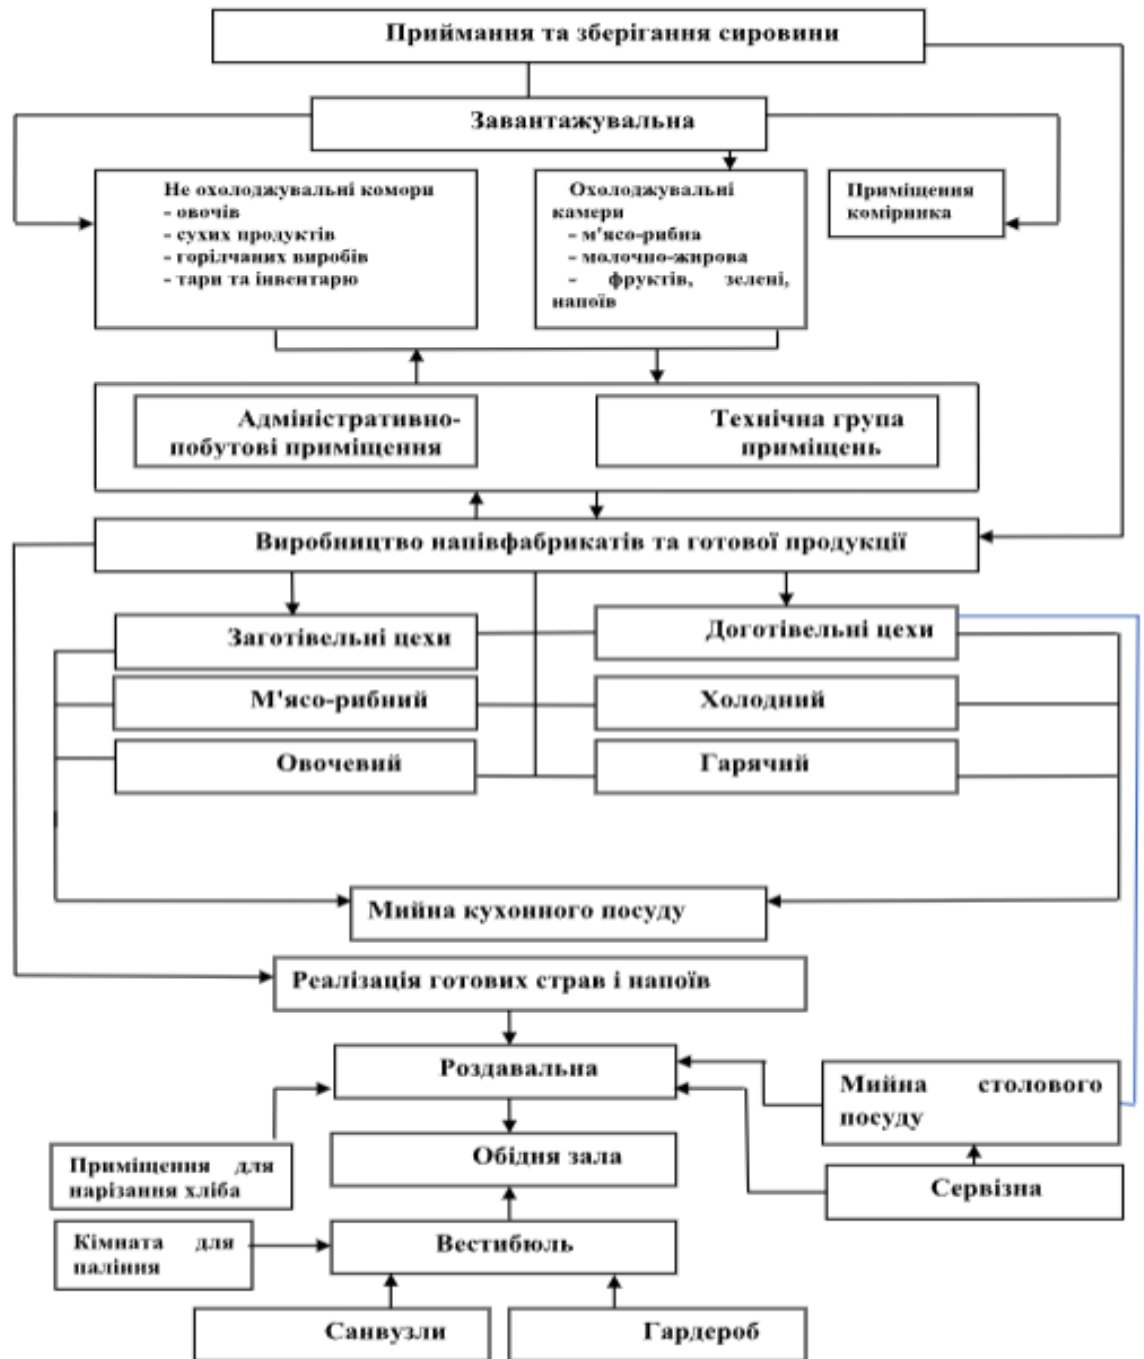 Приймання та зберігання сировини
Завантажувальна
Не охолоджувальні комори
- овочів
- сухих продуктів
- горілчаних виробів
- тари та інвентарю
Охолоджувальні
камери
- м'ясо-рибна
- молочно-жирова
- фруктів, зелені,
напоїв
Приміщення
комірника
Адміністративно-
побутові приміщення
Технічна група
приміщень
Виробництво напівфабрикатів та готової продукції
Заготівельні цехи
Доготівельні цехи
М'ясо-рибний
Холодний
Овочевий
Гарячий
Мийна кухонного посуду
Реалізація готових страв і напоїв
Роздавальна
Мийна столового
посуду
Обідня зала
Приміщення для
нарізання хліба
Сервізна
Кімната для
паління
Вестибюль
Санвузли
Гардероб